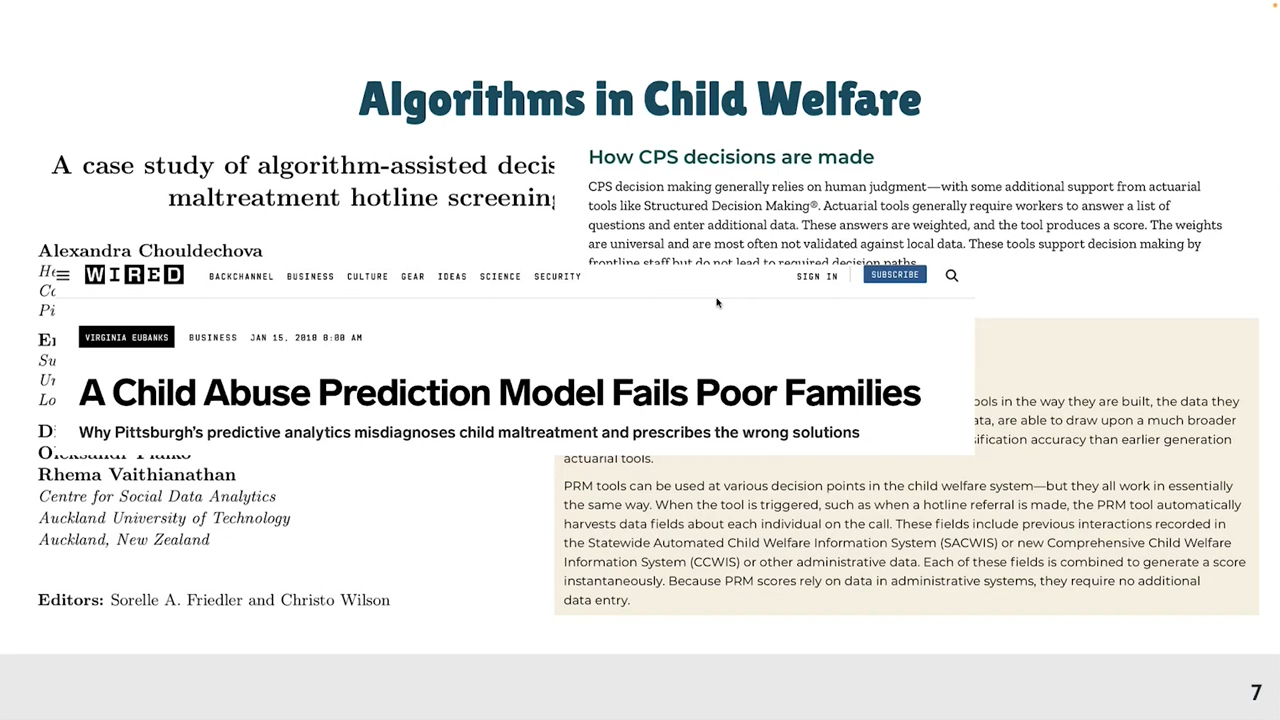 Algorithms in Child Welfare
A case study of algorithm-assisted
maltreatment hotline
Alexandra Chouldechova
How CPS decisions are made
CPS decision making generally relies on human judgment—with some additional support from actuarial
tools like Structured Decision Making®. Actuarial tools generally require workers to answer a list of
questions and enter additional data. These answers are weighted, and the tool produces a score. The weights
are universal and are most often not validated against local data. These tools support decision making by
frontline staff but do not lead to required decision paths.
WIRED BACKCHANNEL BUSINESS CULTURE GEAR IDEAS SCIENCE SECURITY SIGN IN SUBSCRIBE
VIRGINIA EUBANKS BUSINESS JAN 15, 2018 8:00 AM
A Child Abuse Prediction Model Fails Poor Families
Why Pittsburgh's predictive analytics misdiagnoses child maltreatment and prescribes the wrong solutions
Rhema Vaithianathan
Centre for Social Data Analytics
Auckland University of Technology
Auckland, New Zealand
Editors: Sorelle A. Friedler and Christo Wilson
in the way they are built, the data they
are able to draw upon a much broader
accuracy than earlier generation
actuarial tools.
PRM tools can be used at various decision points in the child welfare system—but they all work in essentially
the same way. When the tool is triggered, such as when a hotline referral is made, the PRM tool automatically
harvests data fields about each individual on the call. These fields include previous interactions recorded in
the Statewide Automated Child Welfare Information System (SACWIS) or new Comprehensive Child Welfare
Information System (CCWIS) or other administrative data. Each of these fields is combined to generate a score
instantaneously. Because PRM scores rely on data in administrative systems, they require no additional
data entry.
7